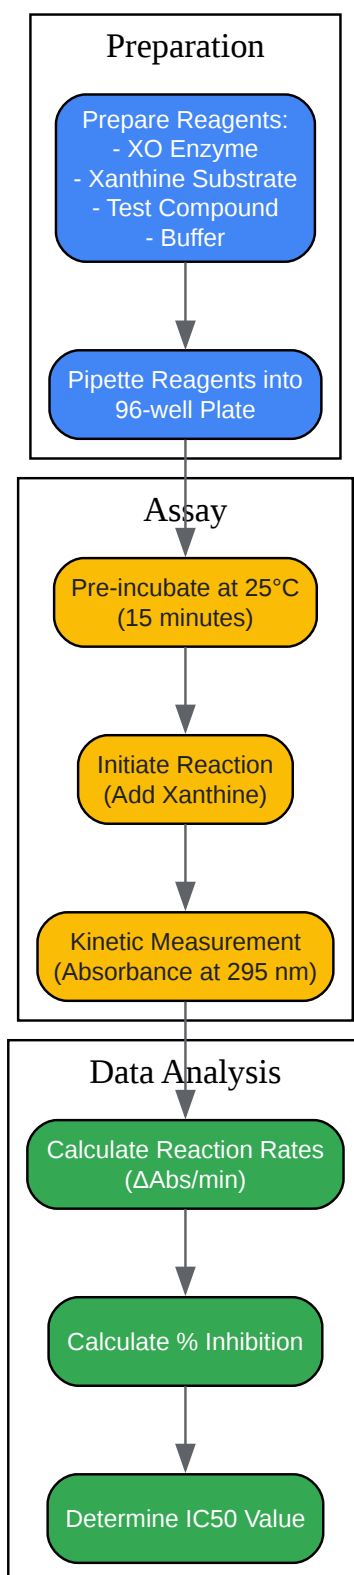 Preparation
Prepare Reagents:
- XO Enzyme
- Xanthine Substrate
- Test Compound
- Buffer
Pipette Reagents into
96-well Plate
Assay
Pre-incubate at 25°C
(15 minutes)
Initiate Reaction
(Add Xanthine)
Kinetic Measurement
(Absorbance at 295 nm)
Data Analysis
Calculate Reaction Rates
(ΔAbs/min)
Calculate % Inhibition
Determine IC50 Value